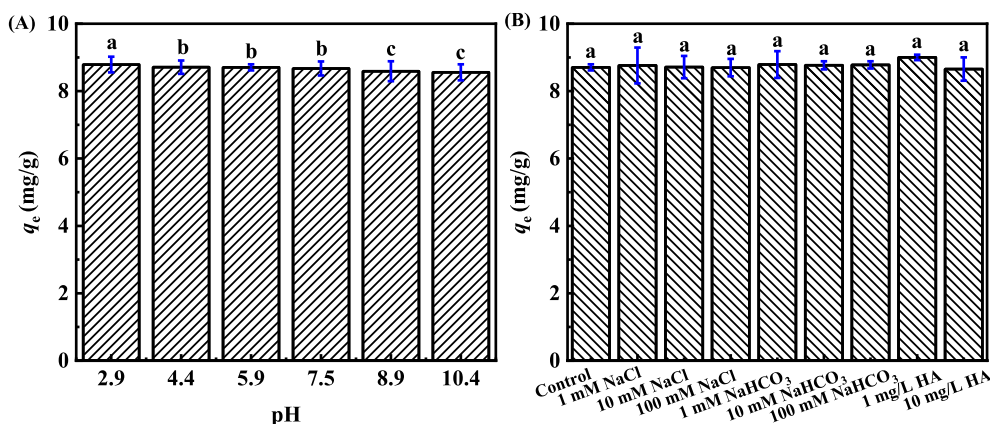 (A)
10
8
6
4
2
0
qe (mg/g)
a b b b c c
2.9 4.4 5.9 7.5 8.9 10.4
pH
(B)
10
8
6
4
2
0
qe (mg/g)
a a a a a a a a a
Control
1 mM NaCl
10 mM NaCl
100 mM NaCl
1 mM NaHCO3
10 mM NaHCO3
100 mM NaHCO3
1 mg/L HA
10 mg/L HA